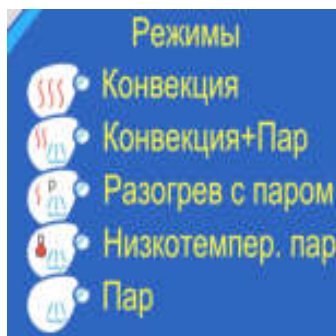 Режимы
Конвекция
Конвекция+Пар
Р
Разогрев с паром
Низкотемпер. пар
Пар